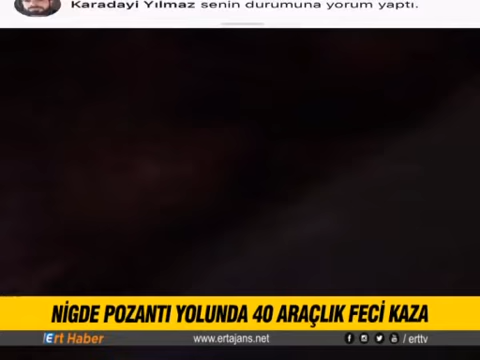 Karadayi Yılmaz senin durumuna yorum yaptı.
NİGDE POZANTI YOLUNDA 40 ARAÇLIK FECİ KAZA
Ert Haber
www.ertajans.net
/ erttv